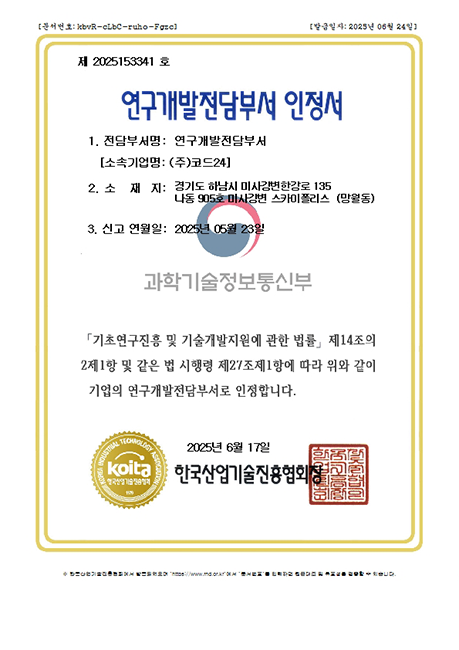 [문서번호: kbvR-cLbC-ruho-Fgzc] [발급일자: 2025년 06월 24일]
제 2025153341 호
연구개발전담부서 인정서
1. 전담부서명: 연구개발전담부서
[소속기업명: (주)코드24]
2. 소 재 지: 경기도 하남시 미사강변한강로 135
나동 905호 미사강변 스카이폴리스 (망월동)
3. 신고 연월일: 2025년 05월 23일
과학기술정보통신부
「기초연구진흥 및 기술개발지원에 관한 법률」 제14조의
2제1항 및 같은 법 시행령 제27조제1항에 따라 위와 같이
기업의 연구개발전담부서로 인정합니다.
2025년 6월 17일
한국산업기술진흥협회장
KOREA INDUSTRIAL TECHNOLOGY ASSOCIATION
koita
한국산업기술진흥협회